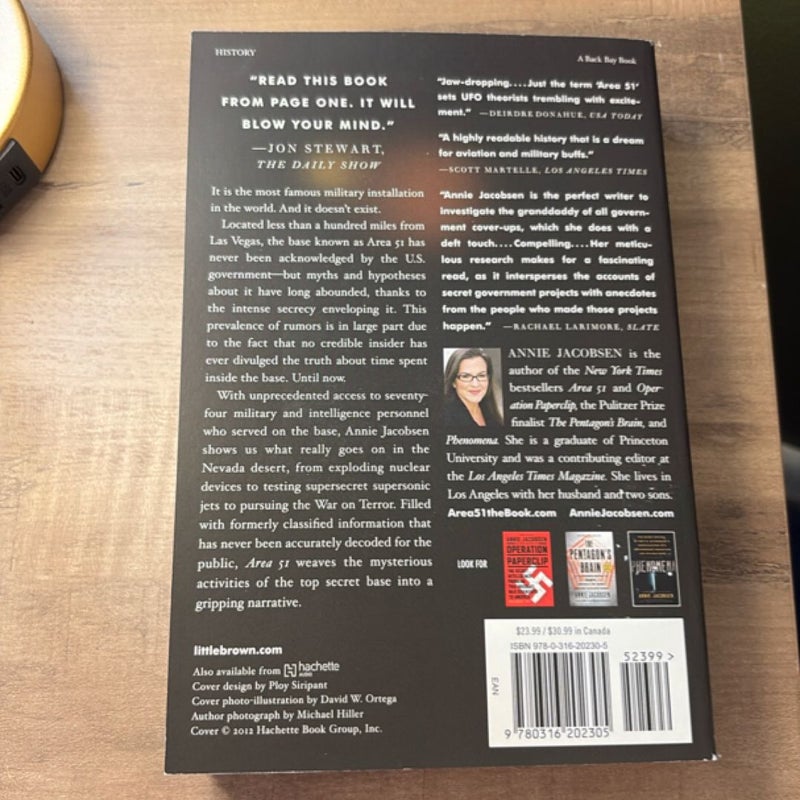 HISTORY
A Back Bay Book
“READ THIS BOOK
FROM PAGE ONE. IT WILL
BLOW YOUR MIND.”
—JON STEWART,
THE DAILY SHOW
It is the most famous military installation
in the world. And it doesn’t exist.
Located less than a hundred miles from
Las Vegas, the base known as Area 51 has
never been acknowledged by the U.S.
government—but myths and hypotheses
about it have long abounded, thanks to
the intense secrecy enveloping it. This
prevalence of rumors is in large part due
to the fact that no credible insider has
ever divulged the truth about time spent
inside the base. Until now.
With unprecedented access to seventy-
four military and intelligence personnel
who served on the base, Annie Jacobsen
shows us what really goes on in the
Nevada desert, from exploding nuclear
devices to testing supersecret supersonic
jets to pursuing the War on Terror. Filled
with formerly classified information that
has never been accurately decoded for the
public, Area 51 weaves the mysterious
activities of the top secret base into a
gripping narrative.
littlebrown.com
Also available from hachette
AUDIO
Cover design by Ploy Siripant
Cover photo-illustration by David W. Ortega
Author photograph by Michael Hiller
Cover © 2012 Hachette Book Group, Inc.
“Jaw-dropping....Just the term ‘Area 51’
sets UFO theorists trembling with excite-
ment.” —DEIRDRE DONAHUE, USA TODAY
“A highly readable history that is a dream
for aviation and military buffs.”
—SCOTT MARTELLE, LOS ANGELES TIMES
“Annie Jacobsen is the perfect writer to
investigate the granddaddy of all govern-
ment cover-ups, which she does with a
deft touch....Compelling....Her meticu-
lous research makes for a fascinating
read, as it intersperses the accounts of
secret government projects with anecdotes
from the people who made those projects
happen.” —RACHAEL LARIMORE, SLATE
ANNIE JACOBSEN is the
author of the New York Times
bestsellers Area 51 and Oper-
ation Paperclip, the Pulitzer Prize
finalist The Pentagon’s Brain, and
Phenomena. She is a graduate of Princeton
University and was a contributing editor at
the Los Angeles Times Magazine. She lives in
Los Angeles with her husband and two sons.
Area51theBook.com AnnieJacobsen.com
LOOK FOR
ANNIE JACOBSEN
OPERATION
PAPERCLIP
THE
PENTAGON’S
BRAIN
ANNIE JACOBSEN
PHENOMENA
ANNIE JACOBSEN
$23.99 / $30.99 in Canada
ISBN 978-0-316-20230-5
52399 >
EAN
9 780316 202305